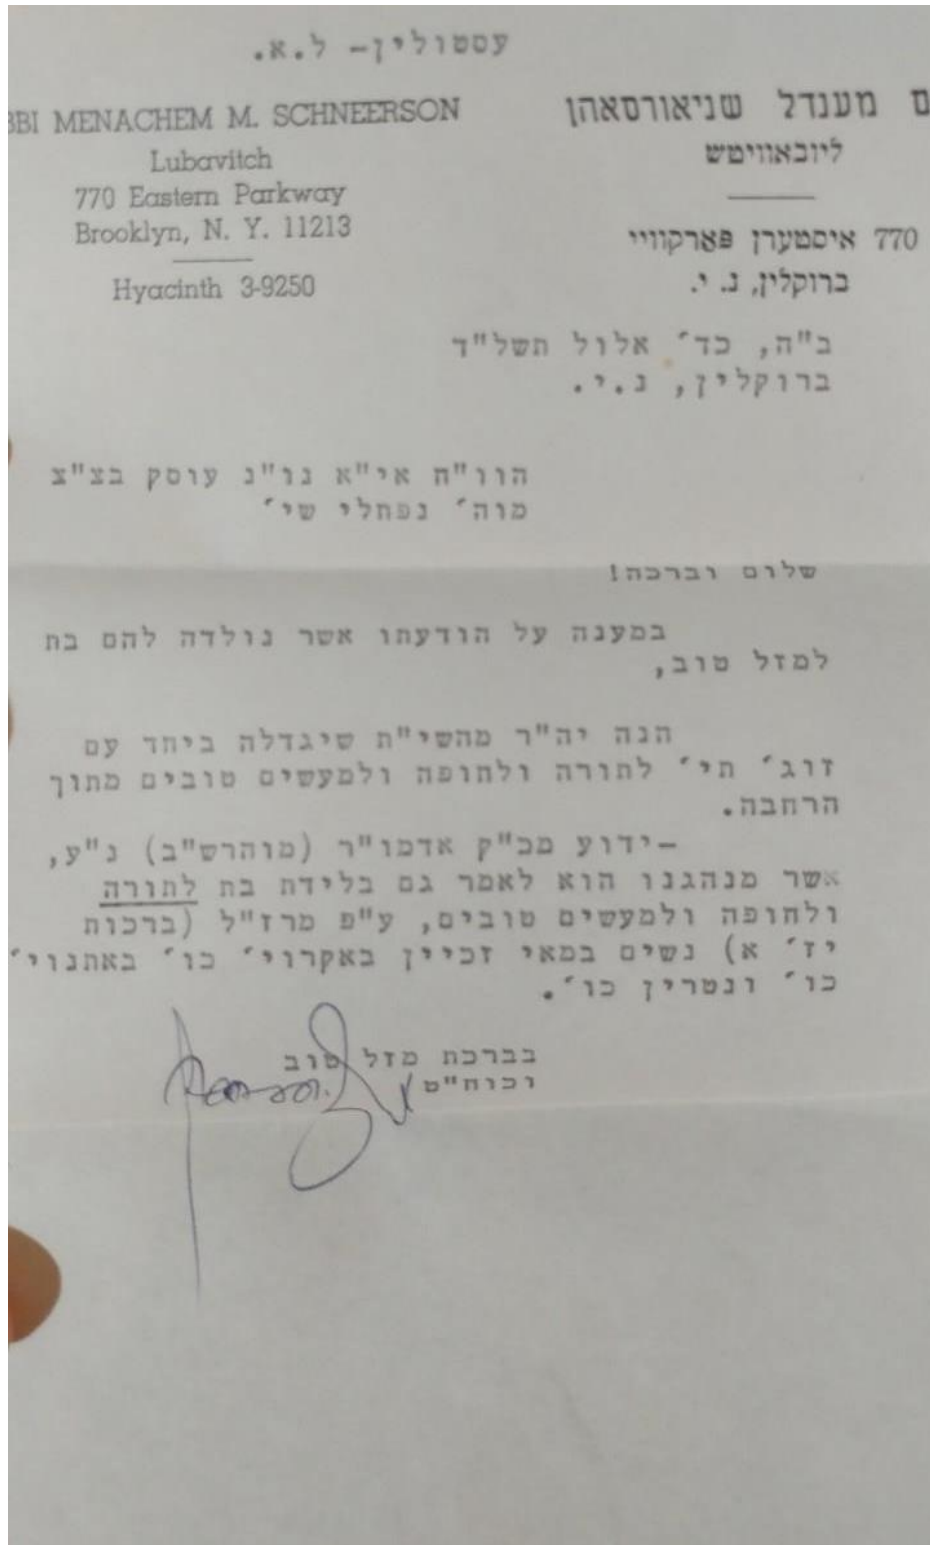 עסטולין- ל.א.
BBI MENACHEM M. SCHNEERSON
Lubavitch
770 Eastern Parkway
Brooklyn, N. Y. 11213
Hyacinth 3-9250
ם מענדל שניאורסאהן
ליובאוויטש
770 איסטערן פארקוויי
ברוקלין, נ. י.
ב"ה, כד׳ אלול תשל"ד
ברוקלין, נ.י.
הוו"ח אי"א נו"נ עוסק בצ"צ
מוה׳ נפתלי שי׳
שלום וברכה!
במענה על הודעתו אשר נולדה להם בת
למזל טוב,
הנה יה"ר מהשי"ת שיגדלה ביחד עם
זוג׳ תי׳ לתורה ולחופה ולמעשים טובים מתוך
הרחבה.
-ידוע מכ"ק אדמו"ר (מוהרש"ב) נ"ע,
אשר מנהגנו הוא לאמר גם בלידת בת לתורה
ולחופה ולמעשים טובים, ע"פ מרז"ל (ברכות
יז׳ א) נשים במאי זכיין באקרויי׳ כו׳ באתנויי׳
כו׳ ונטרין כו׳.
בברכת מזל טוב
וכוח"ט